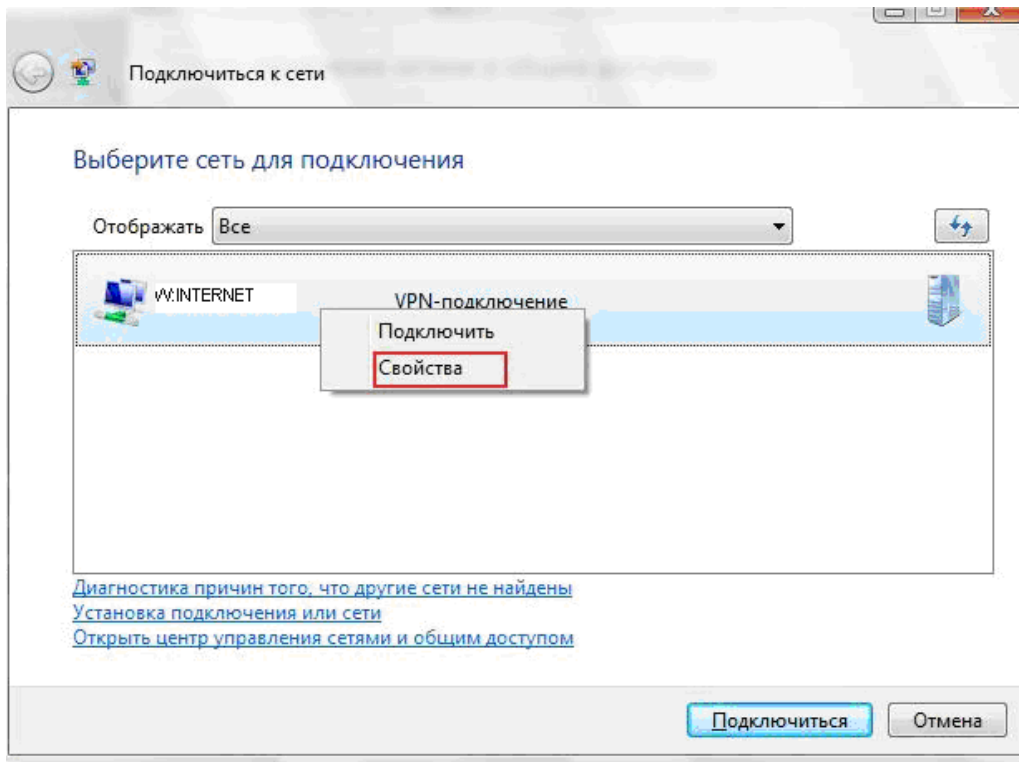 Подключиться к сети
Выберите сеть для подключения
Отображать Все
W:INTERNET VPN-подключение
Подключить
Свойства
Диагностика причин того, что другие сети не найдены
Установка подключения или сети
Открыть центр управления сетями и общим доступом
Подключиться Отмена